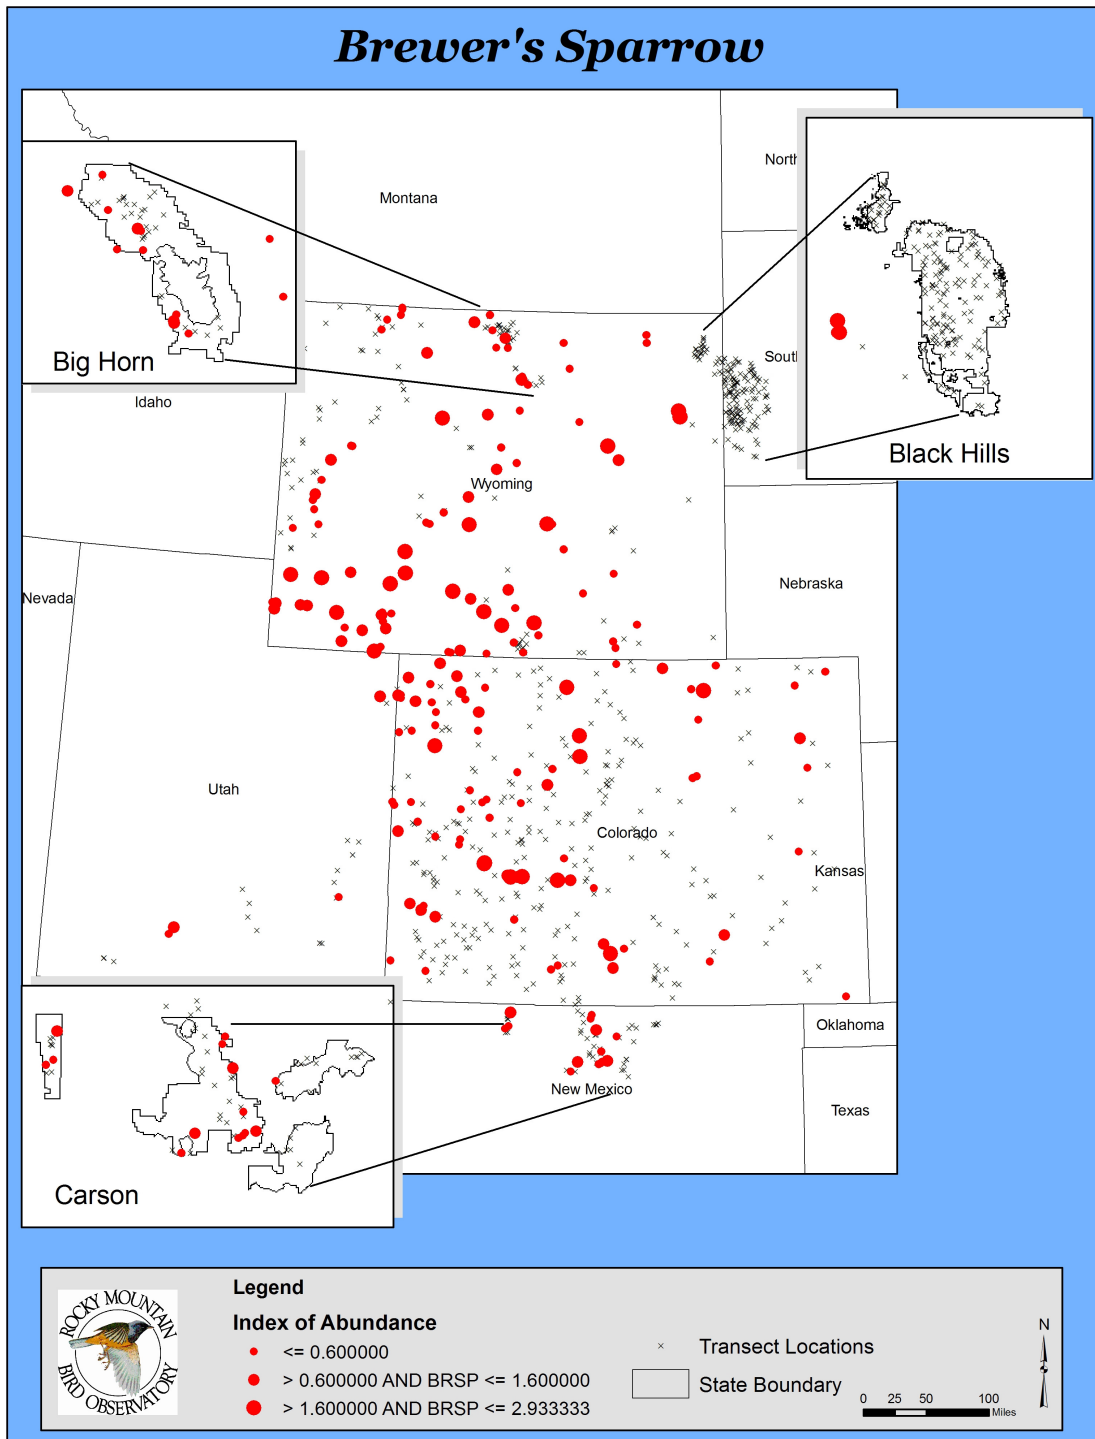 Brewer's Sparrow
Montana
North
South
Big Horn
Idaho
Black Hills
Wyoming
Nevada
Nebraska
Utah
Colorado
Kansas
Oklahoma
New Mexico
Texas
Carson
Legend
Index of Abundance
<= 0.600000
> 0.600000 AND BRSP <= 1.600000
> 1.600000 AND BRSP <= 2.933333
Transect Locations
State Boundary
N
0 25 50 100
Miles
ROCKY MOUNTAIN
BIRD OBSERVATORY